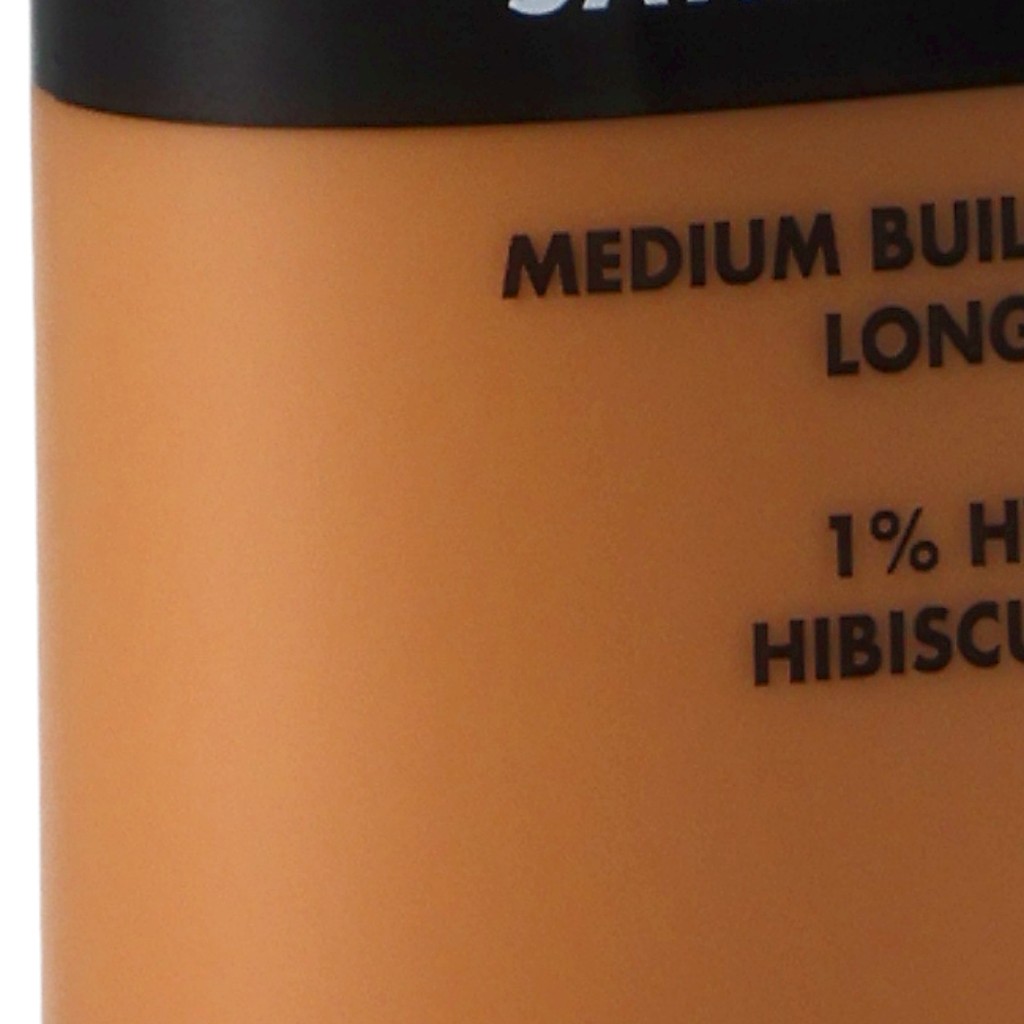 MEDIUM BUIL
LONG
1% H
HIBISCU